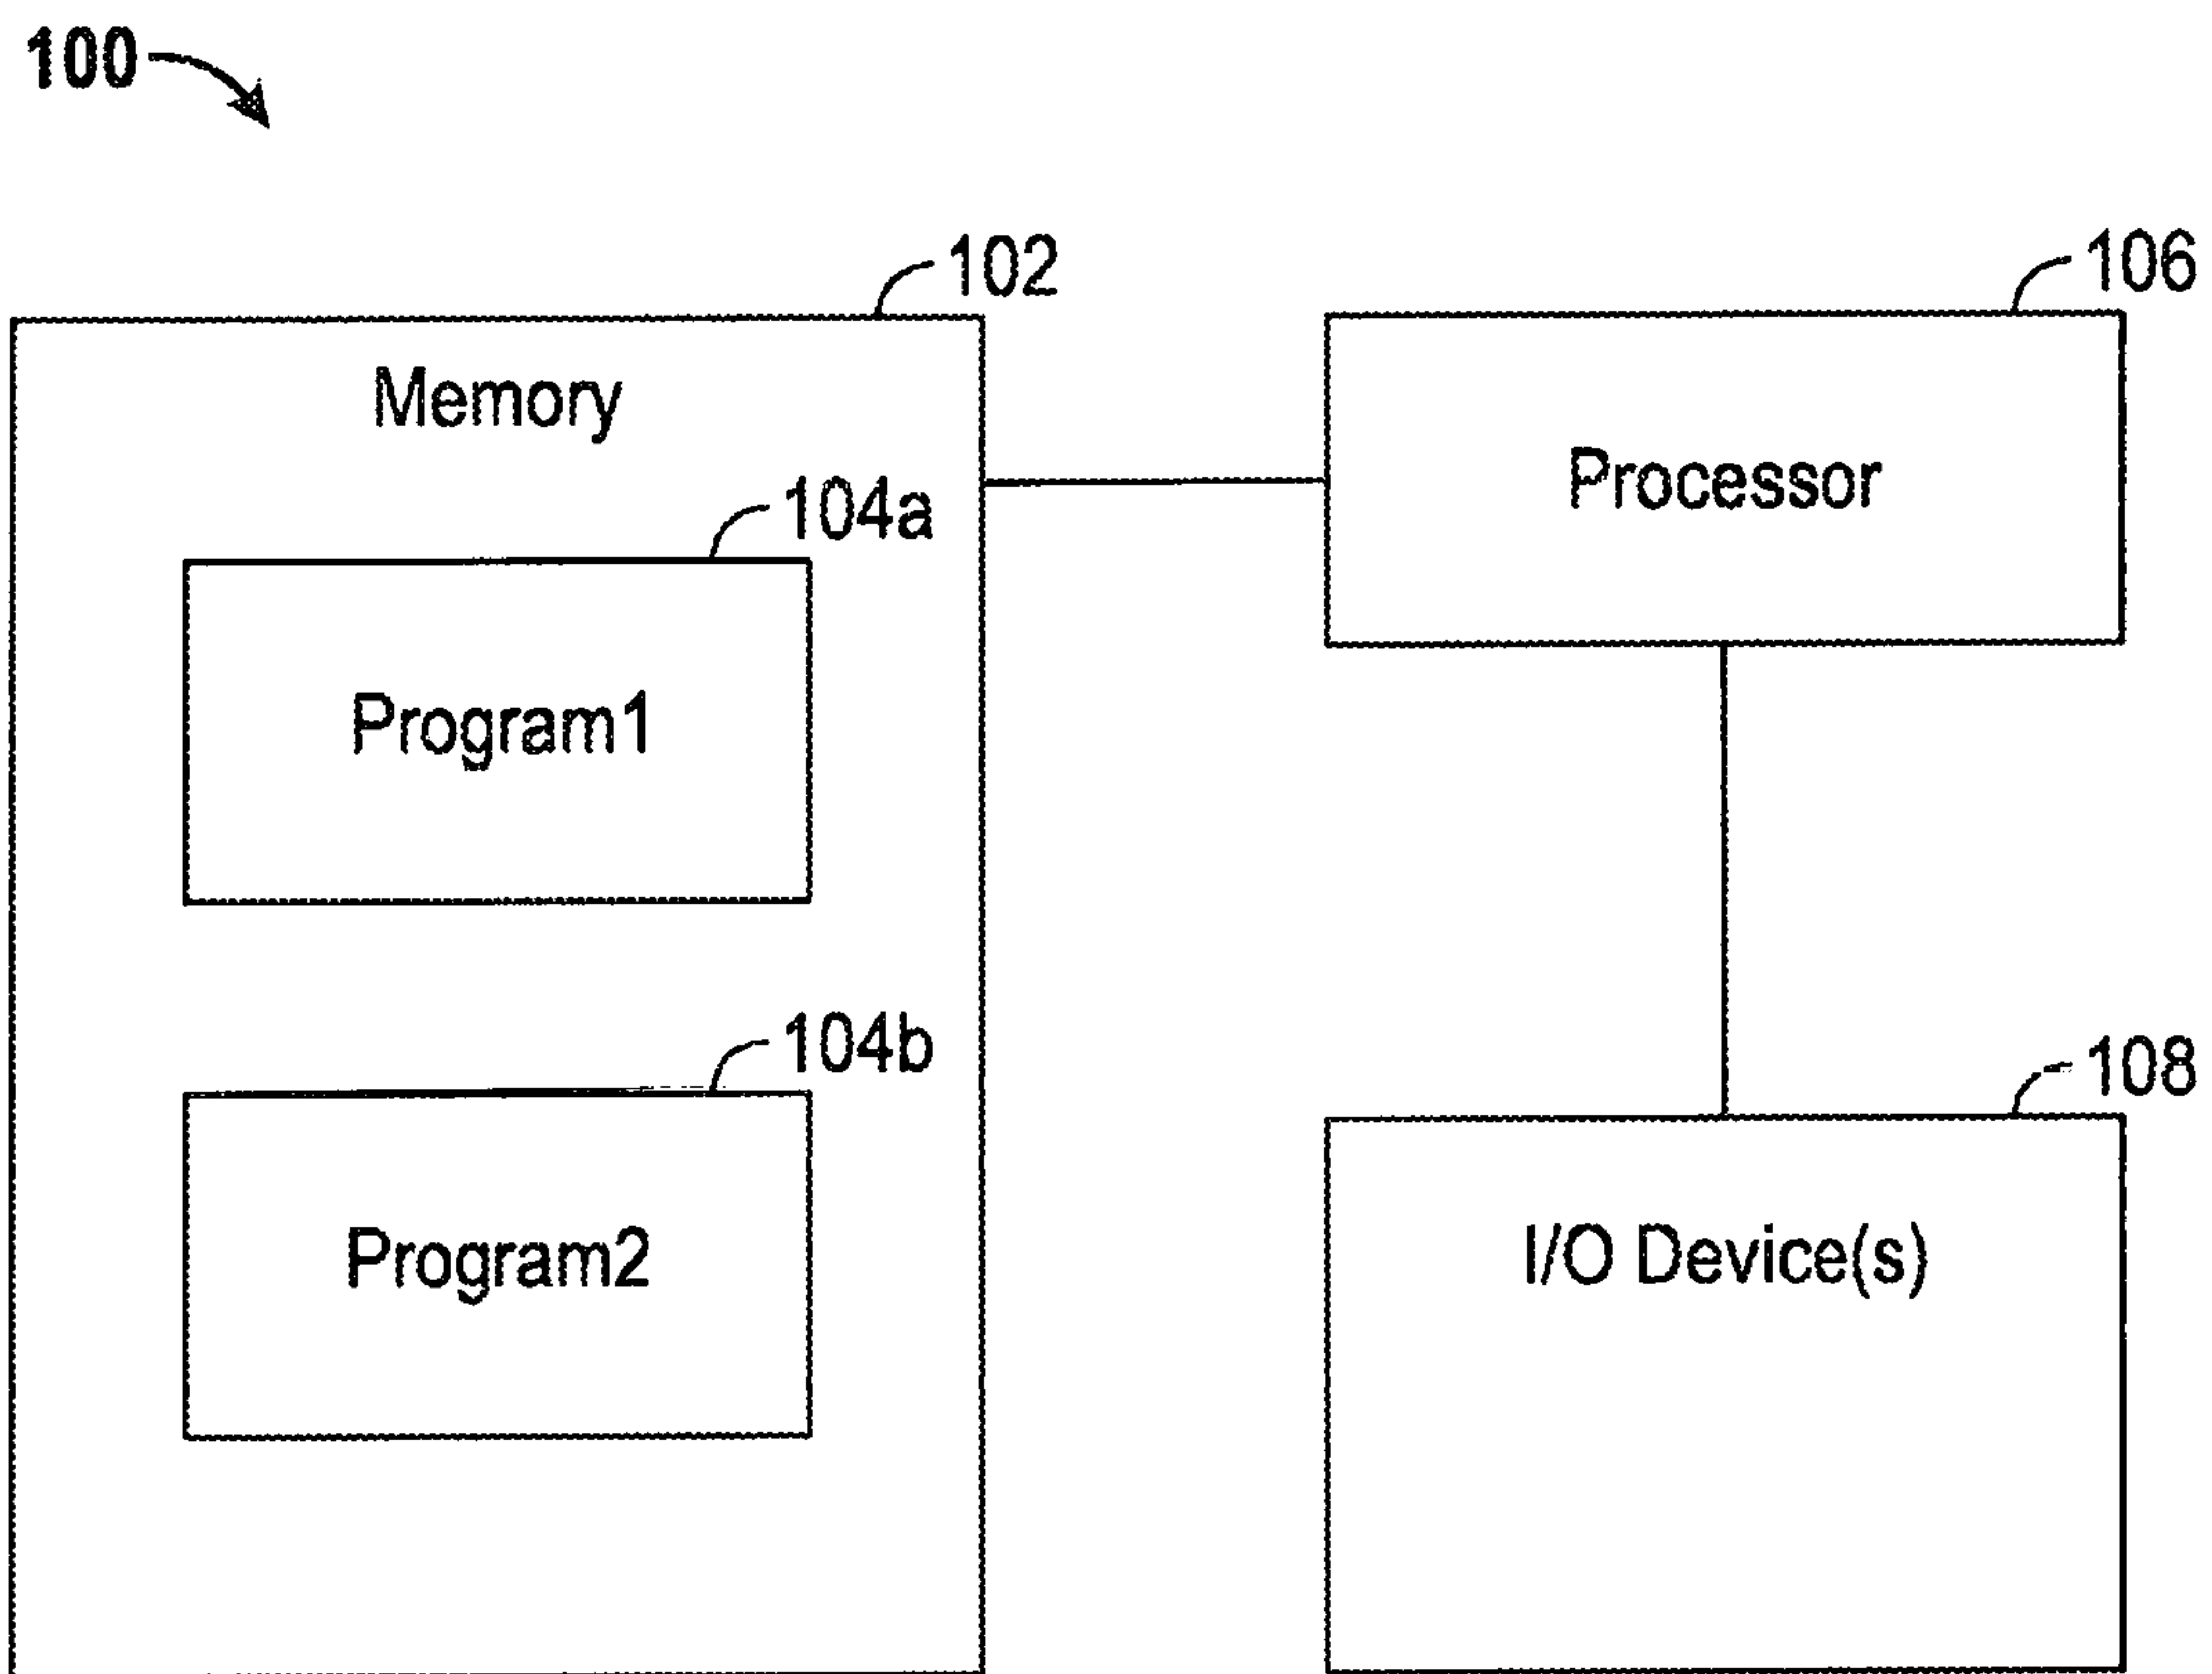 100
102
106
Memory
Processor
104a
Program1
104b
108
Program2
I/O Device(s)